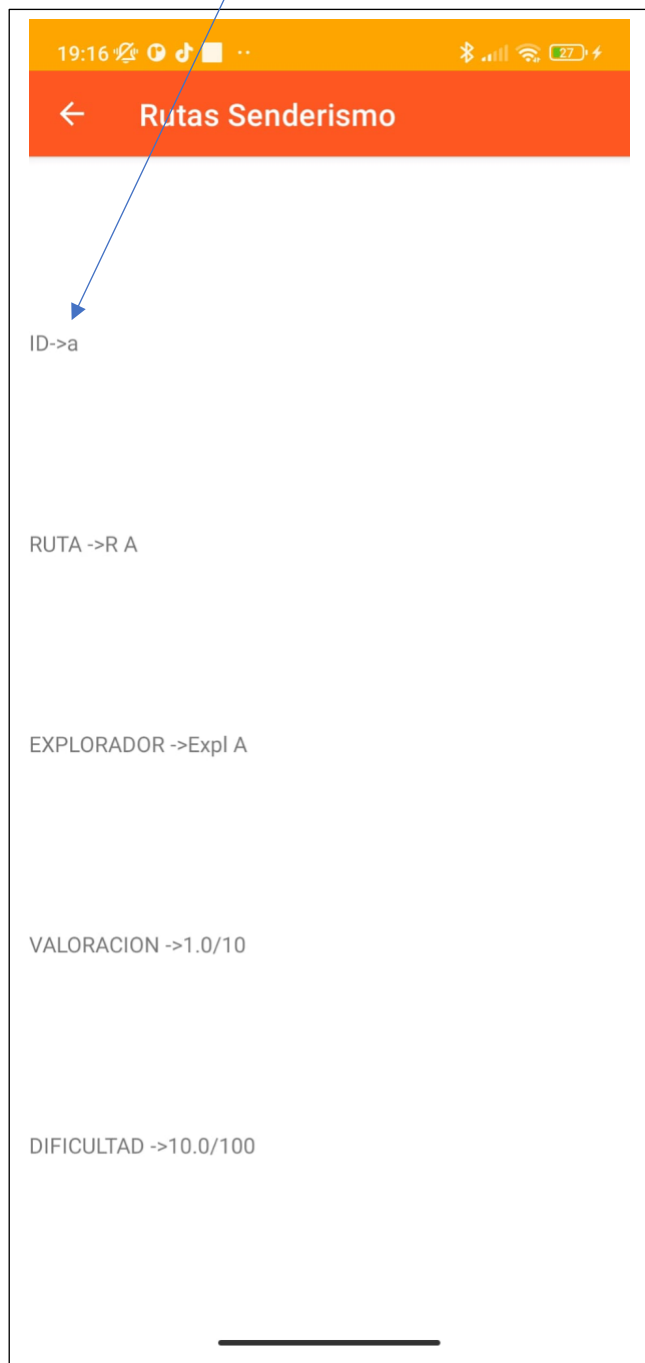 19:16
27
Rutas Senderismo
ID->a
RUTA ->R A
EXPLORADOR ->Expl A
VALORACION ->1.0/10
DIFICULTAD ->10.0/100